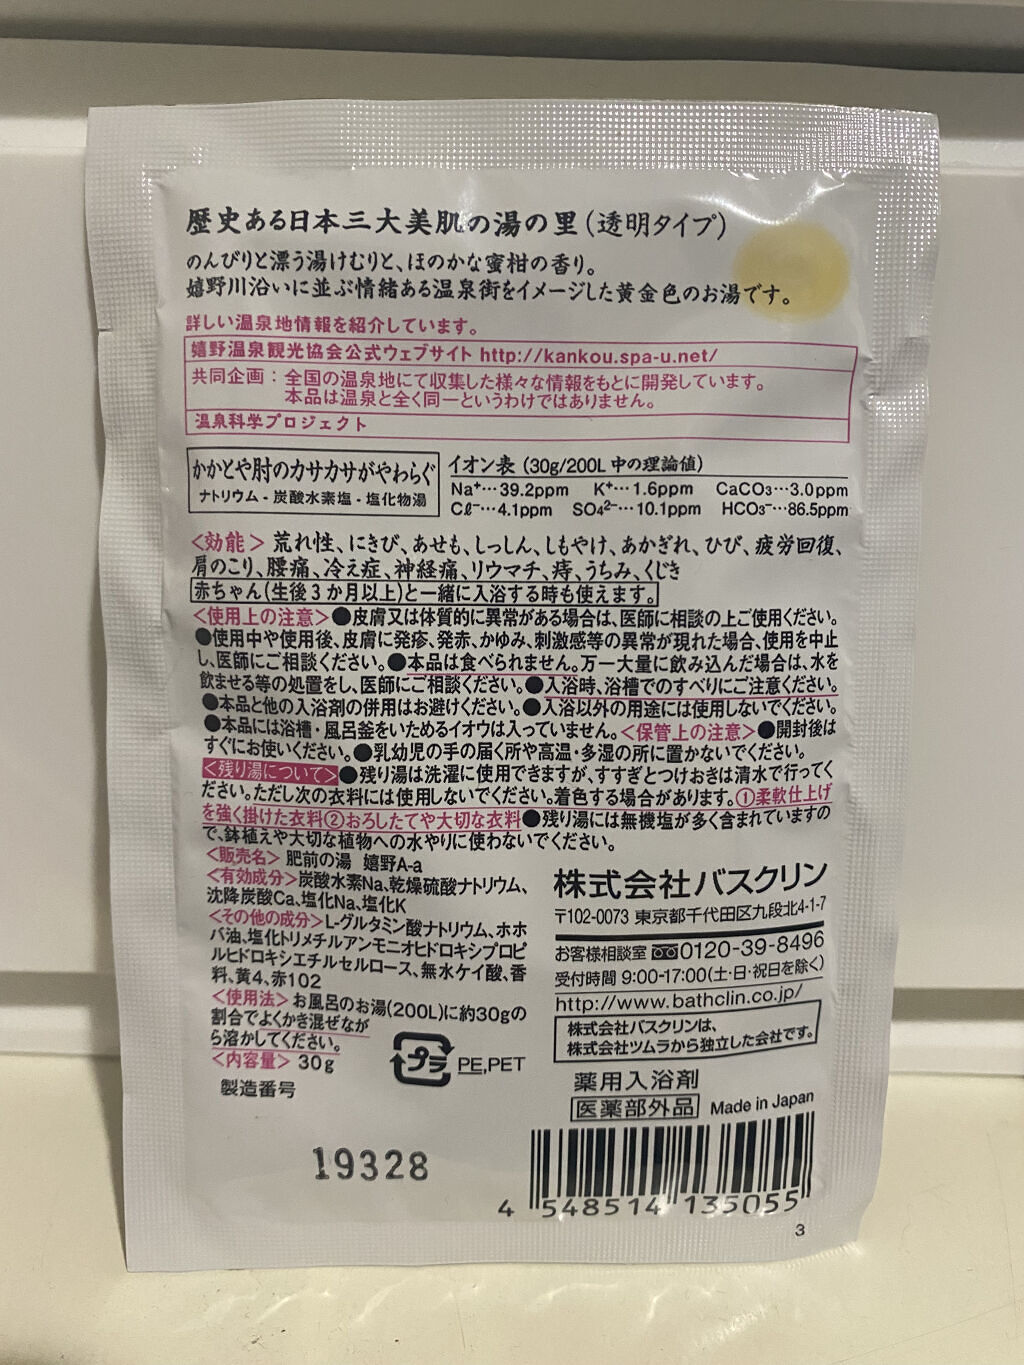 歴史ある日本三大美肌の湯の里(透明タイプ)
のんびりと漂う湯けむりと、ほのかな蜜柑の香り。
嬉野川沿いに並ぶ情緒ある温泉街をイメージした黄金色のお湯です。
詳しい温泉地情報を紹介しています。
嬉野温泉観光協会公式ウェブサイト http://kankou.spa-u.net/
共同企画:全国の温泉地にて収集した様々な情報をもとに開発しています。
本品は温泉と全く同一というわけではありません。
温泉科学プロジェクト
かかとや肘のカサカサがやわらぐ
ナトリウム-炭酸水素塩-塩化物湯
イオン表 (30g/200L 中の理論値)
Na⁺…39.2ppm K⁺…1.6ppm CaCO₃…3.0ppm
Cℓ⁻…4.1ppm SO₄²⁻…10.1ppm HCO₃⁻…86.5ppm
<効能> 荒れ性、にきび、あせも、しっしん、しもやけ、あかぎれ、ひび、疲労回復、
肩のこり、腰痛、冷え症、神経痛、リウマチ、痔、うちみ、くじき
赤ちゃん(生後3か月以上)と一緒に入浴する時も使えます。
<使用上の注意>●皮膚又は体質的に異常がある場合は、医師に相談の上ご使用ください。
●使用中や使用後、皮膚に発疹、発赤、かゆみ、刺激感等の異常が現れた場合、使用を中止
し、医師にご相談ください。●本品は食べられません。万一大量に飲み込んだ場合は、水を
飲ませる等の処置をし、医師にご相談ください。●入浴時、浴槽でのすべりにご注意ください。
●本品と他の入浴剤の併用はお避けください。●入浴以外の用途には使用しないでください。
●本品には浴槽・風呂釜をいためるイオウは入っていません。<保管上の注意>●開封後は
すぐにお使いください。●乳幼児の手の届く所や高温・多湿の所に置かないでください。
<残り湯について>●残り湯は洗濯に使用できますが、すすぎとつけおきは清水で行ってく
ださい。ただし次の衣料には使用しないでください。着色する場合があります。①柔軟仕上げ
を強く掛けた衣料②おろしたてや大切な衣料●残り湯には無機塩が多く含まれていますの
で、鉢植えや大切な植物への水やりに使わないでください。
<販売名> 肥前の湯 嬉野A-a
<有効成分>炭酸水素Na、乾燥硫酸ナトリウム、
沈降炭酸Ca、塩化Na、塩化K
<その他の成分>L-グルタミン酸ナトリウム、ホホ
バ油、塩化トリメチルアンモニオヒドロキシプロピ
ルヒドロキシエチルセルロース、無水ケイ酸、香
料、黄4、赤102
<使用法> お風呂のお湯(200L)に約30gの
割合でよくかき混ぜなが
ら溶かしてください。
<内容量> 30g
製造番号
プラ PE,PET
19328
株式会社バスクリン
〒102-0073 東京都千代田区九段北4-1-7
お客様相談室 0120-39-8496
受付時間 9:00-17:00(土・日・祝日を除く)
http://www.bathclin.co.jp/
株式会社バスクリンは、
株式会社ツムラから独立した会社です。
薬用入浴剤
医薬部外品 Made in Japan
4 548514 135055
3